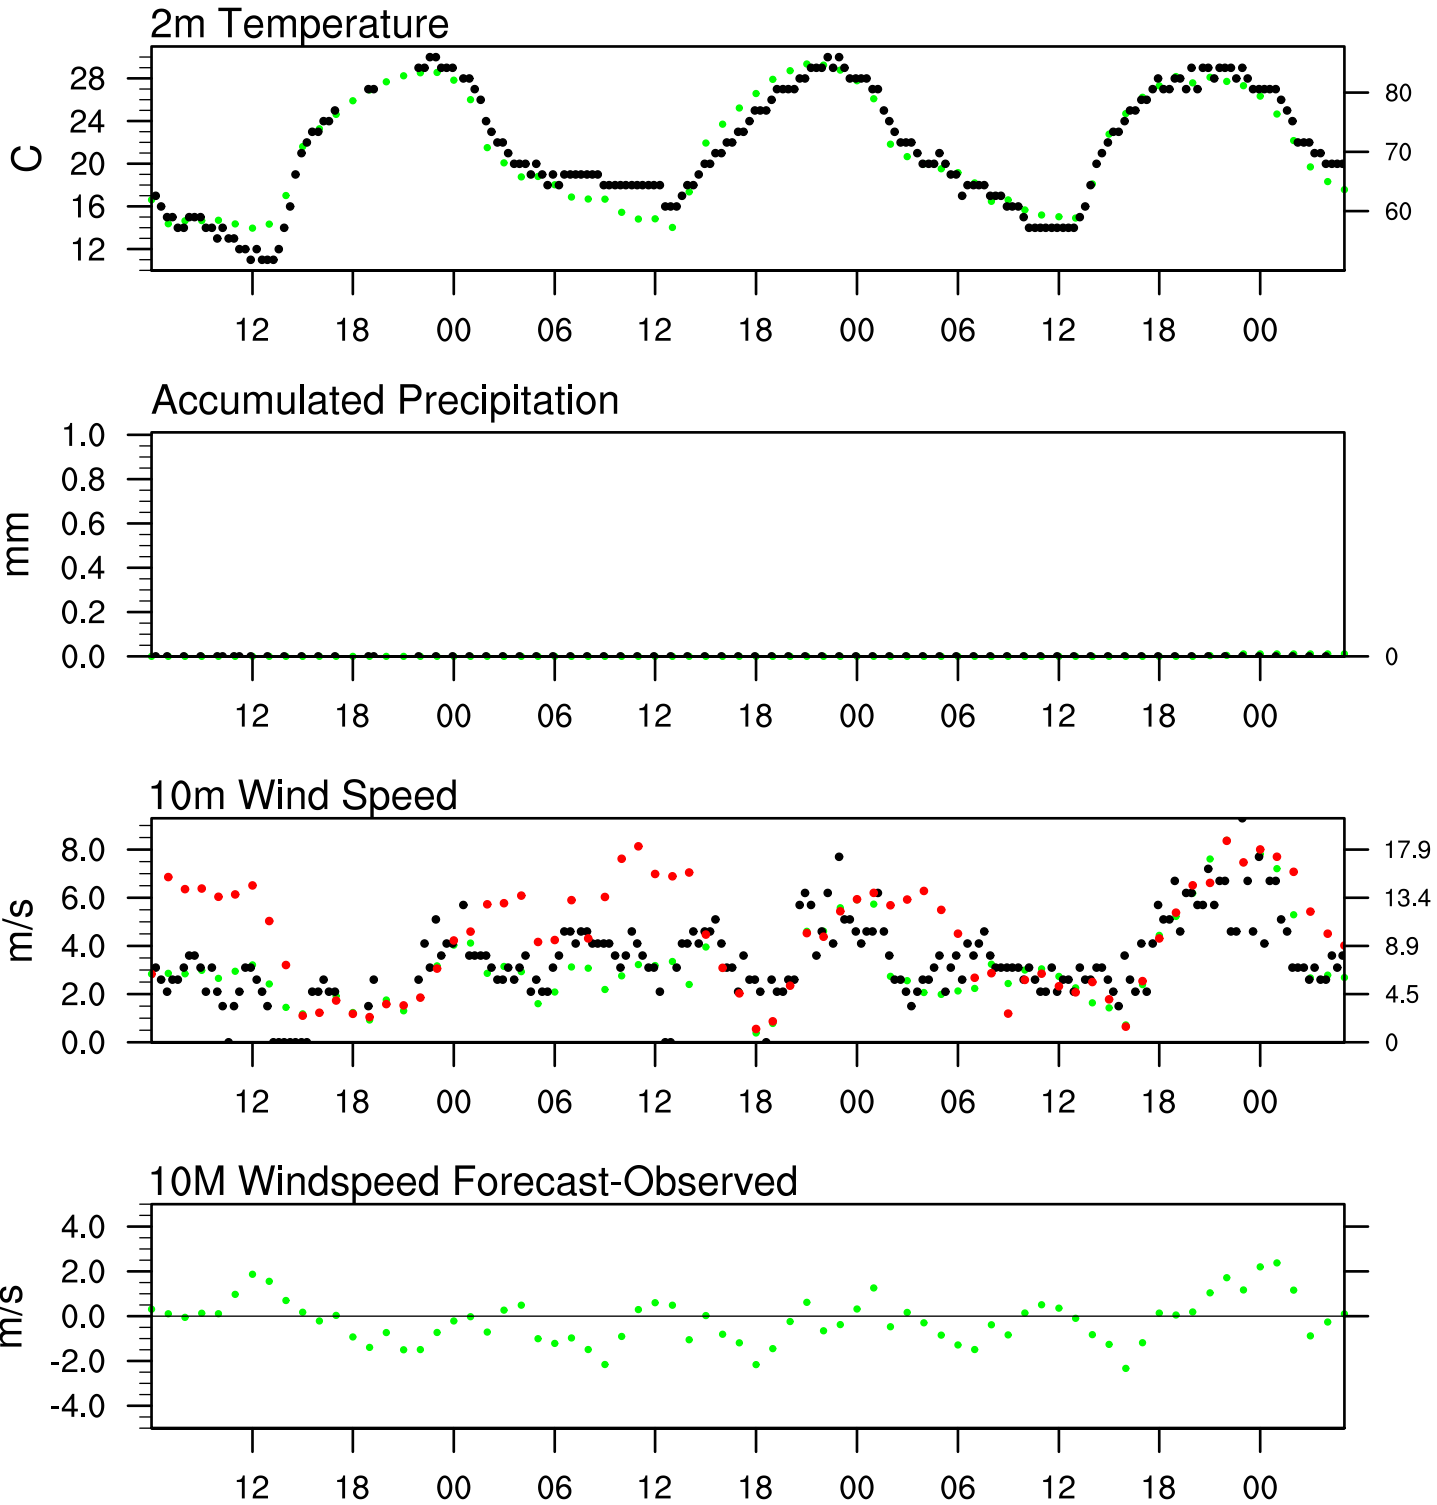 2m Temperature
28
24
20
16
12
C
80
70
60
12 18 00 06 12 18 00 06 12 18 00
Accumulated Precipitation
1.0
0.8
0.6
0.4
0.2
0.0
mm
0
12 18 00 06 12 18 00 06 12 18 00
10m Wind Speed
8.0
6.0
4.0
2.0
0.0
m/s
17.9
13.4
8.9
4.5
0
12 18 00 06 12 18 00 06 12 18 00
10M Windspeed Forecast-Observed
4.0
2.0
0.0
-2.0
-4.0
m/s
12 18 00 06 12 18 00 06 12 18 00